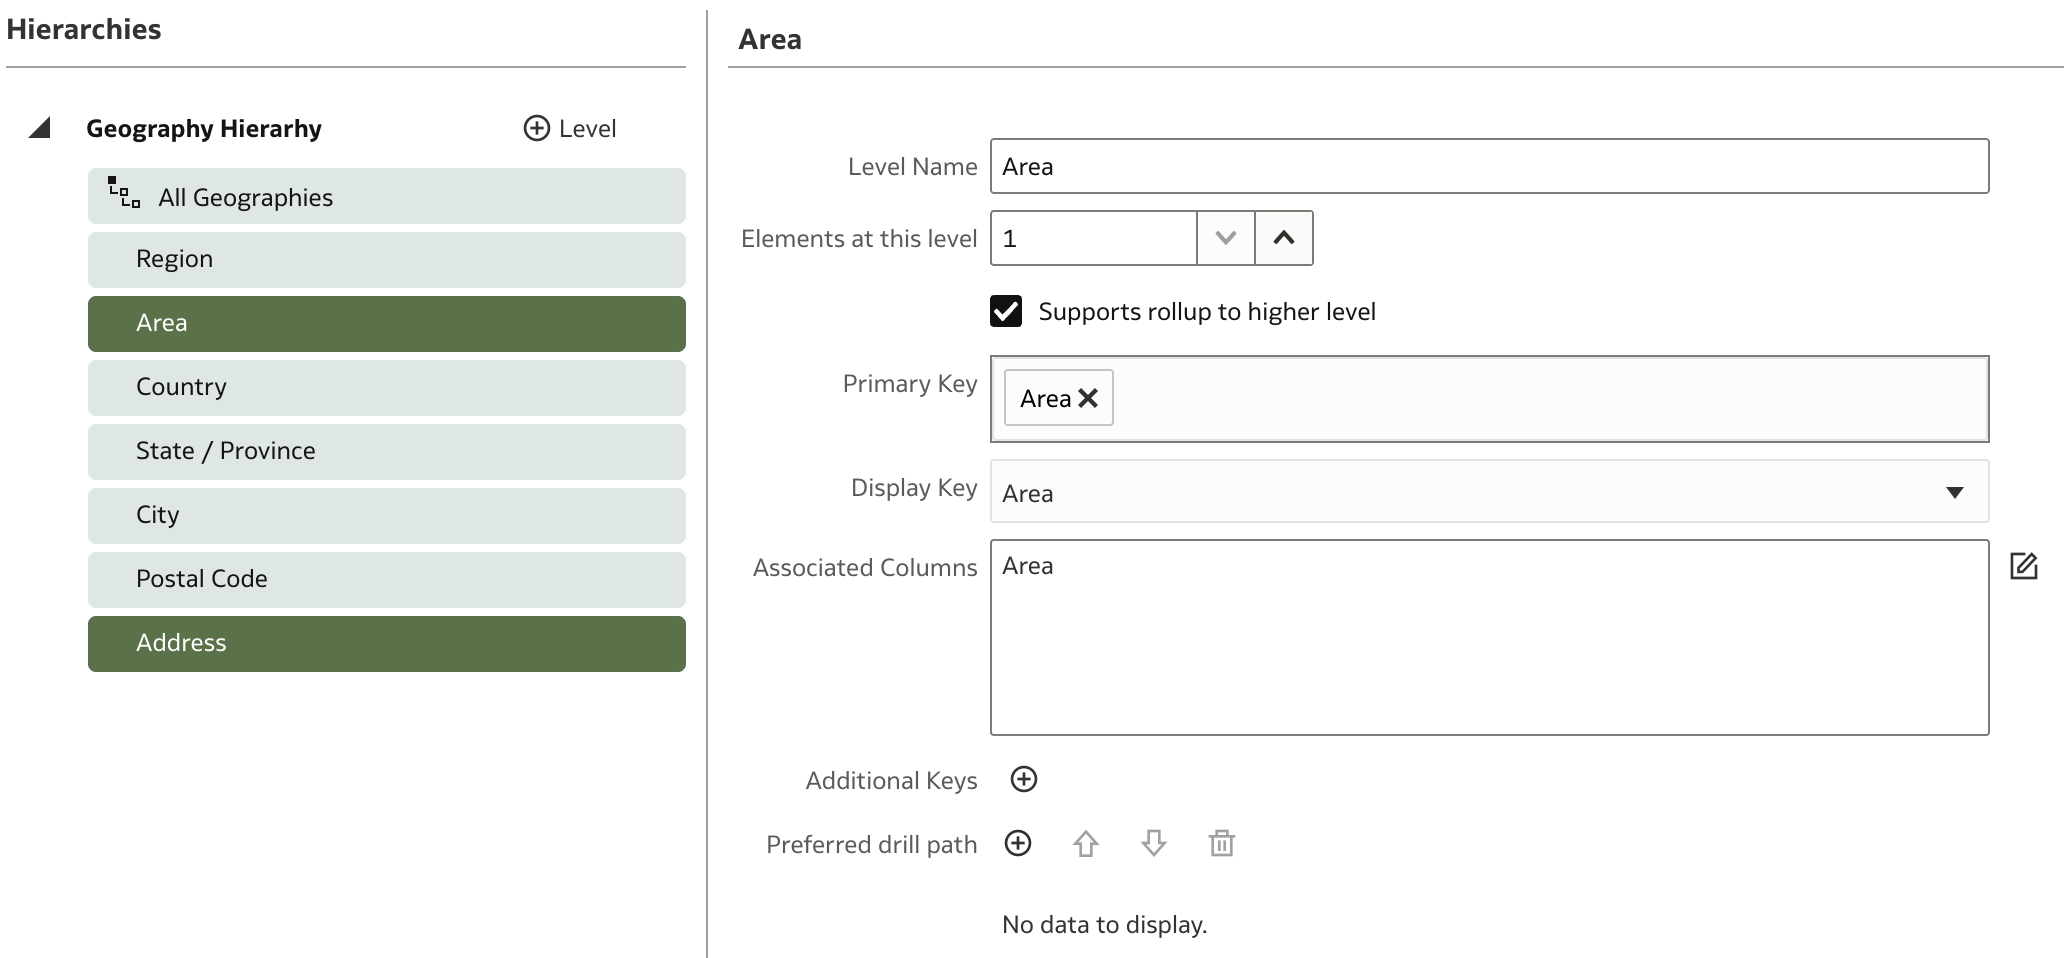 Hierarchies
Geography Hierarhy
Level
All Geographies
Region
Area
Country
State / Province
City
Postal Code
Address
Area
Level Name
Area
Elements at this level
1
Supports rollup to higher level
Primary Key
Area
Display Key
Area
Associated Columns
Area
Additional Keys
Preferred drill path
No data to display.